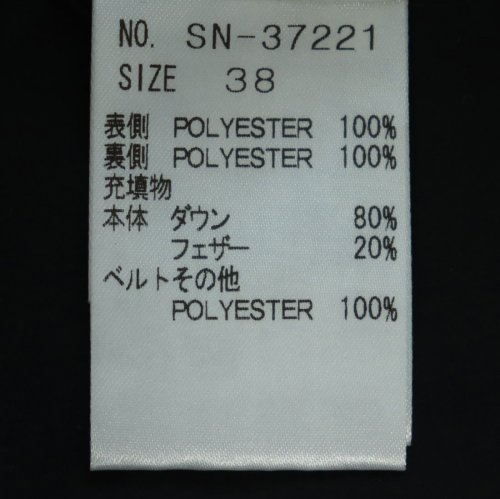 NO. SN-37221
SIZE 38
表側 POLYESTER 100%
裏側 POLYESTER 100%
充填物
本体 ダウン 80%
フェザー 20%
ベルトその他
POLYESTER 100%